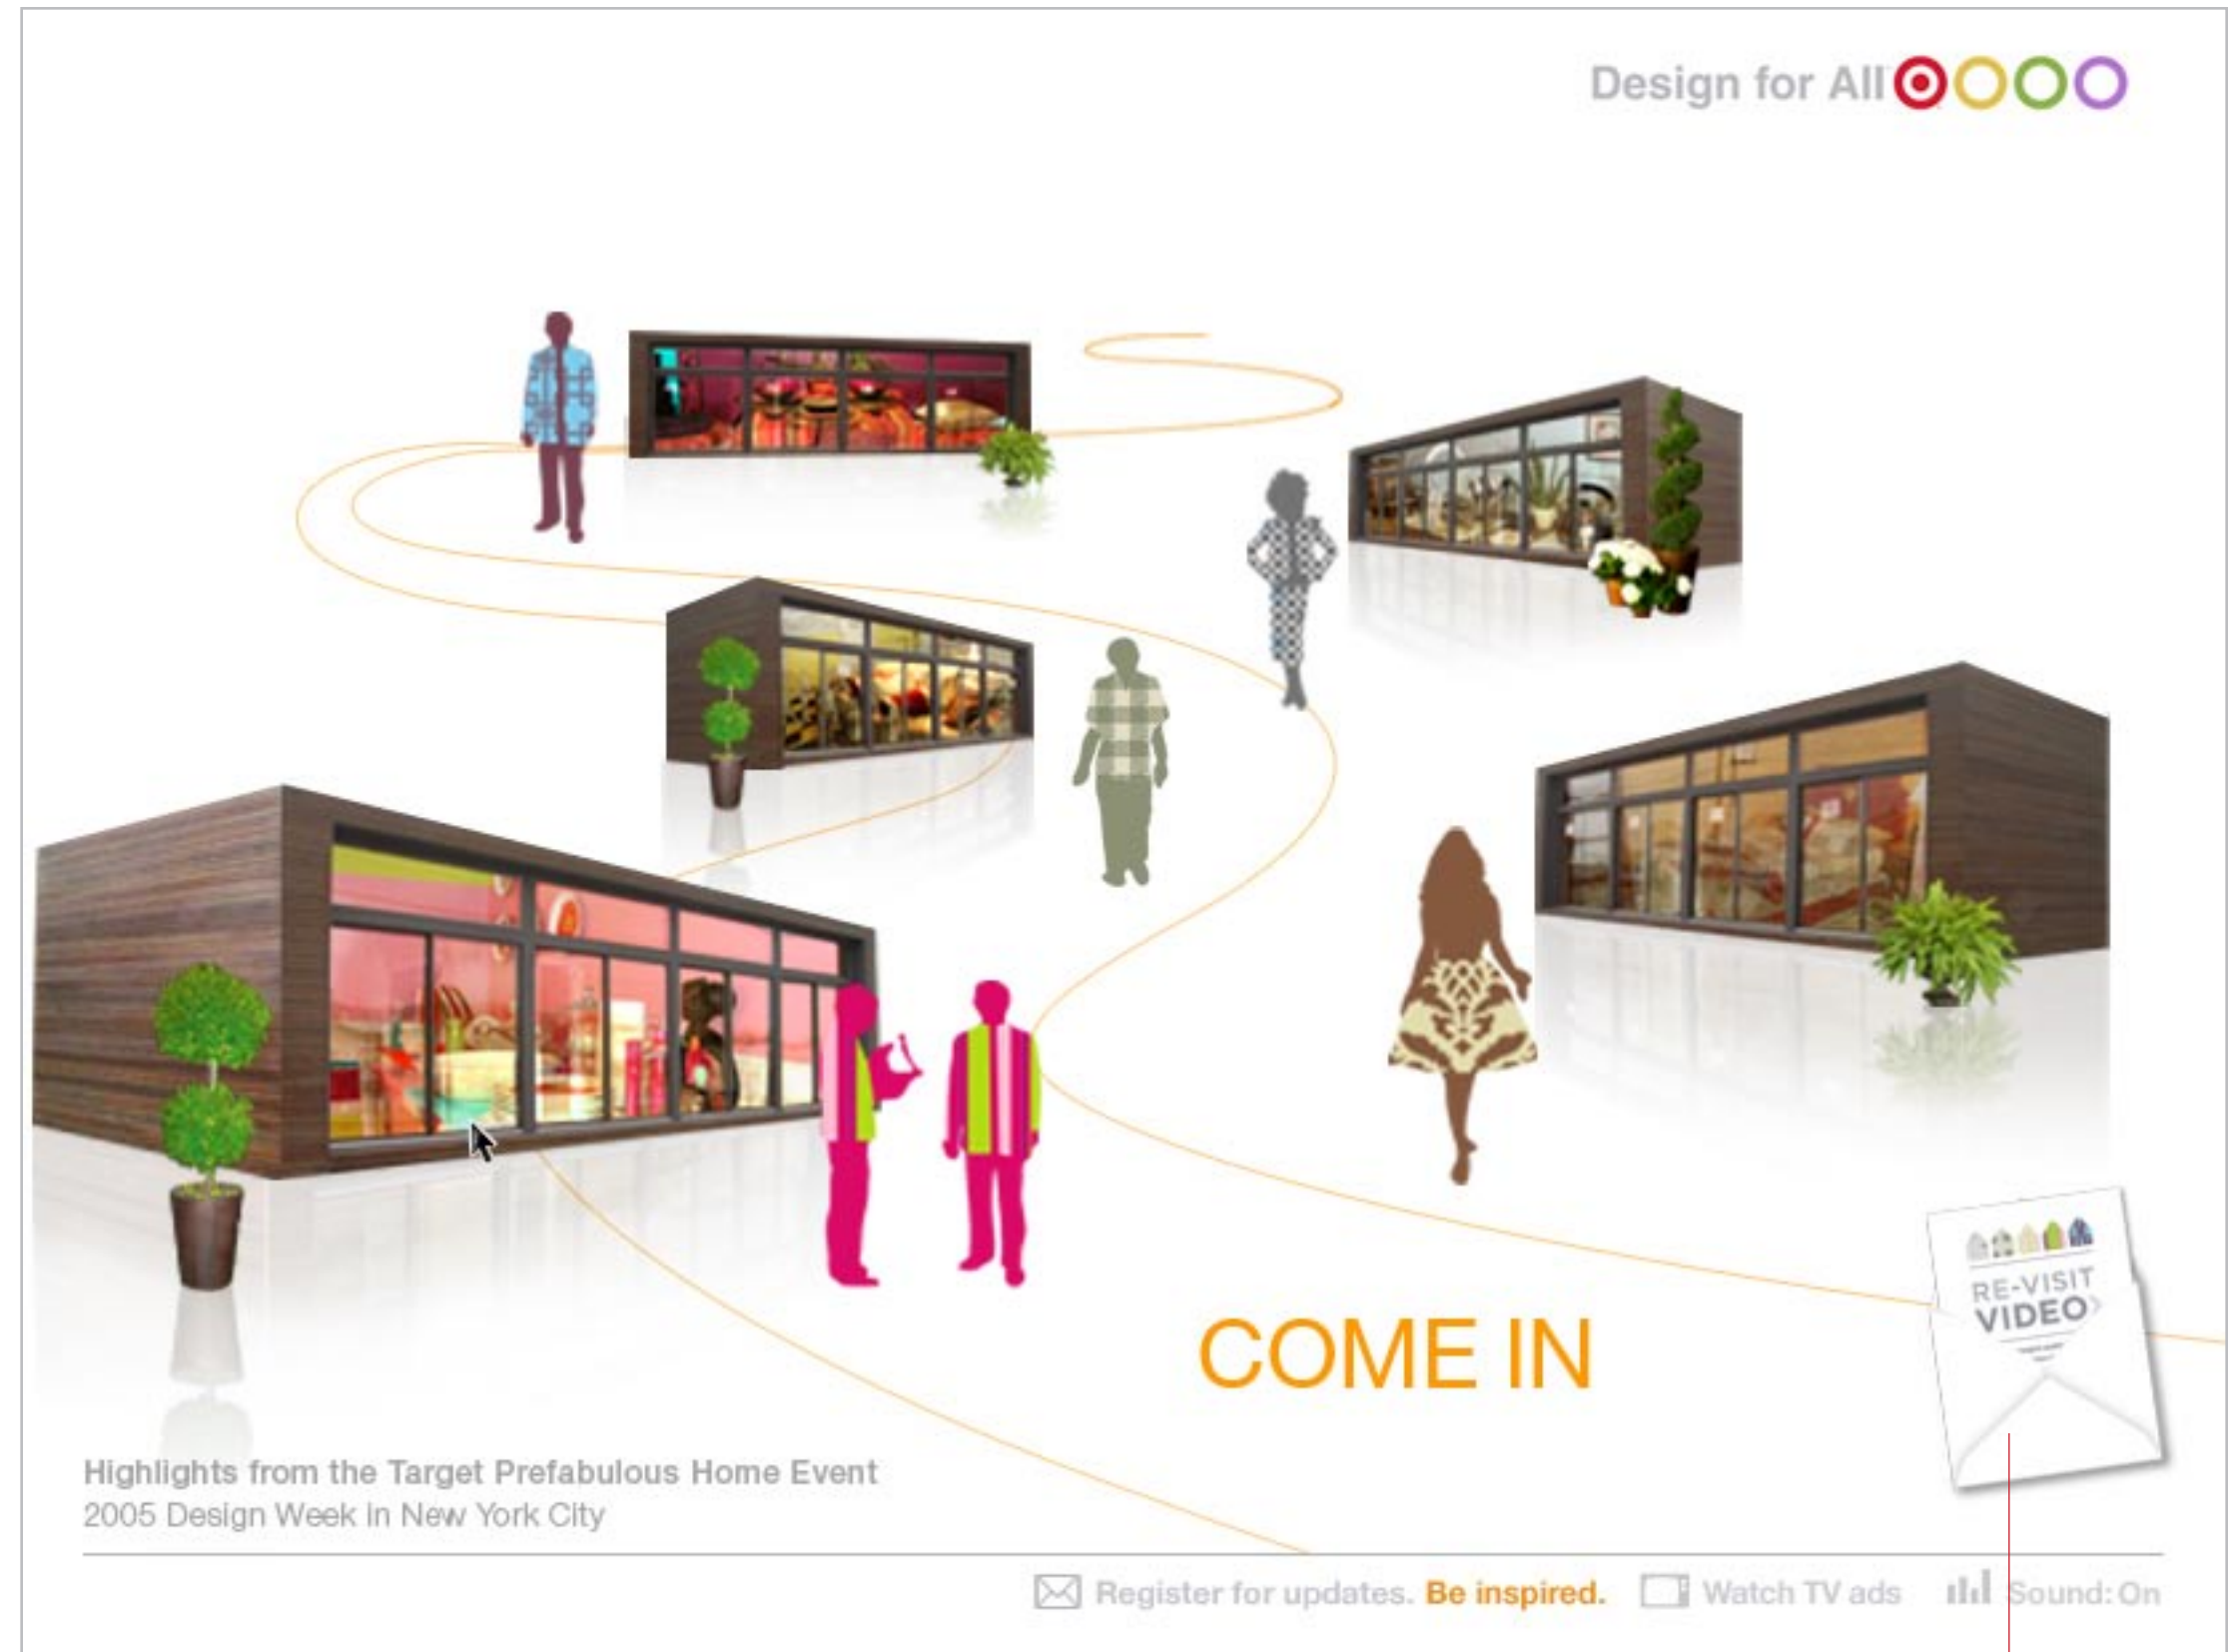 Design for All
RE-VISIT
VIDEO
COME IN
Highlights from the Target Prefabulous Home Event
2005 Design Week in New York City
Register for updates. Be inspired. Watch TV ads Sound: On